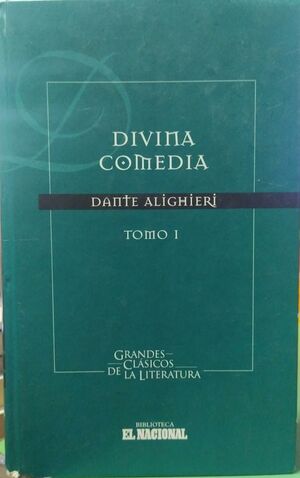 D
DIVINA
COMEDIA
DANTE ALIGHIERI
TOMO I
GRANDES
CLÁSICOS
DE LA LITERATURA
BIBLIOTECA
EL NACIONAL